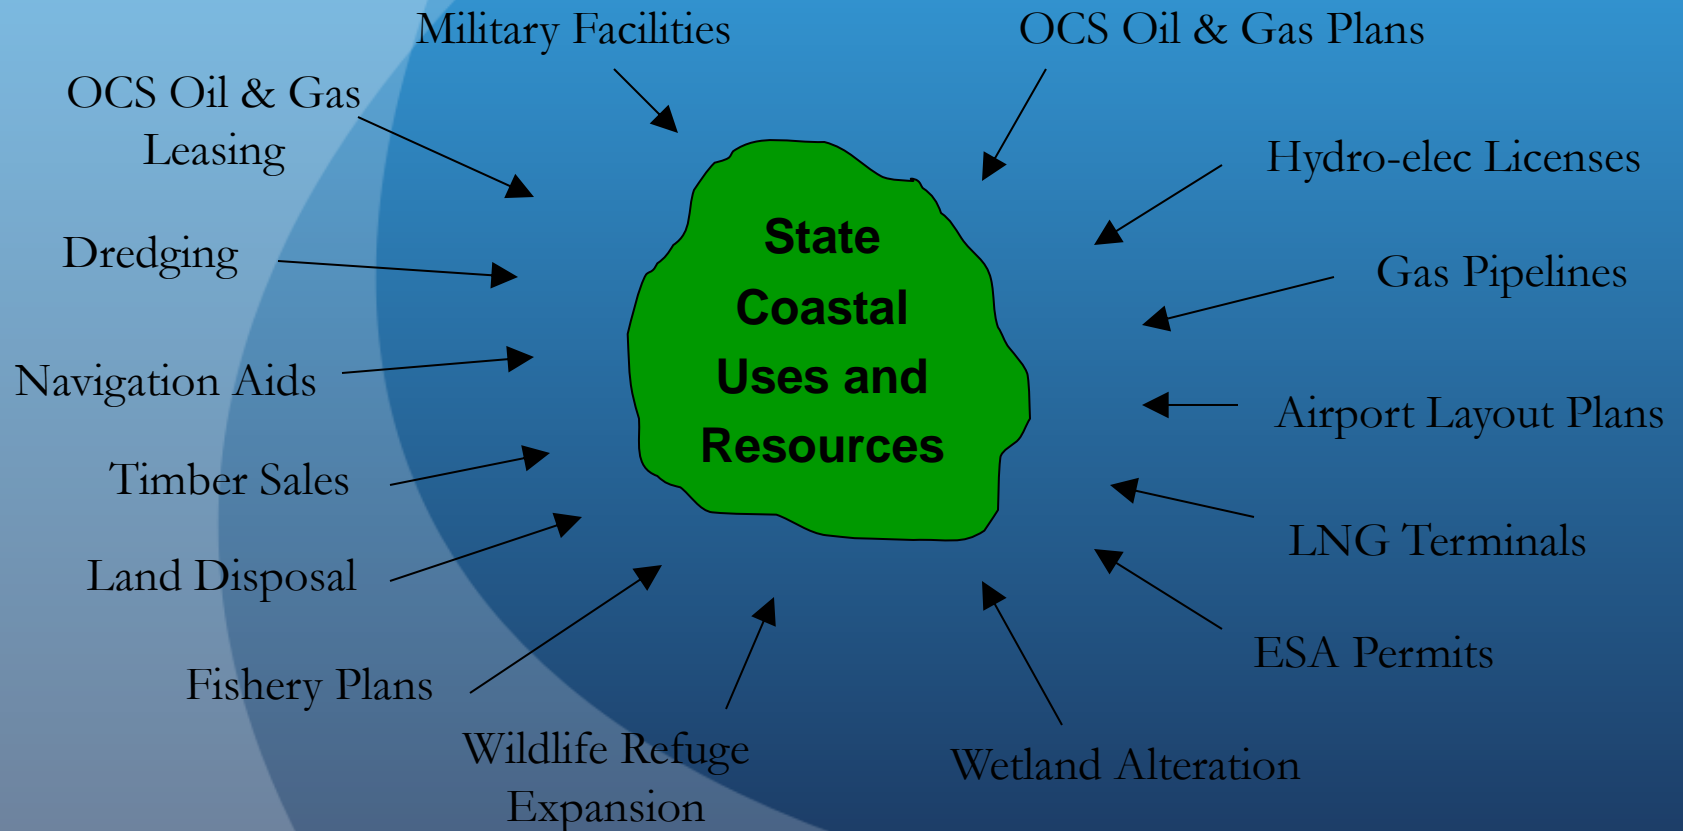 Military Facilities
OCS Oil & Gas Plans
OCS Oil & Gas
Leasing
Hydro-elec Licenses
Dredging
Gas Pipelines
State
Coastal
Uses and
Resources
Navigation Aids
Airport Layout Plans
Timber Sales
LNG Terminals
Land Disposal
ESA Permits
Fishery Plans
Wildlife Refuge
Expansion
Wetland Alteration